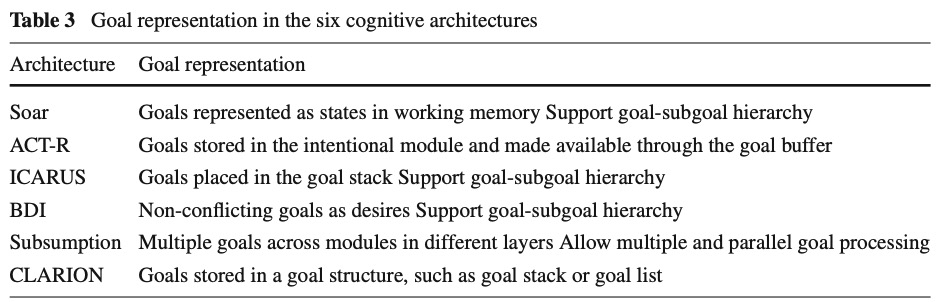 Table 3 Goal representation in the six cognitive architectures
Architecture Goal representation
Soar Goals represented as states in working memory Support goal-subgoal hierarchy
ACT-R Goals stored in the intentional module and made available through the goal buffer
ICARUS Goals placed in the goal stack Support goal-subgoal hierarchy
BDI Non-conflicting goals as desires Support goal-subgoal hierarchy
Subsumption Multiple goals across modules in different layers Allow multiple and parallel goal processing
CLARION Goals stored in a goal structure, such as goal stack or goal list